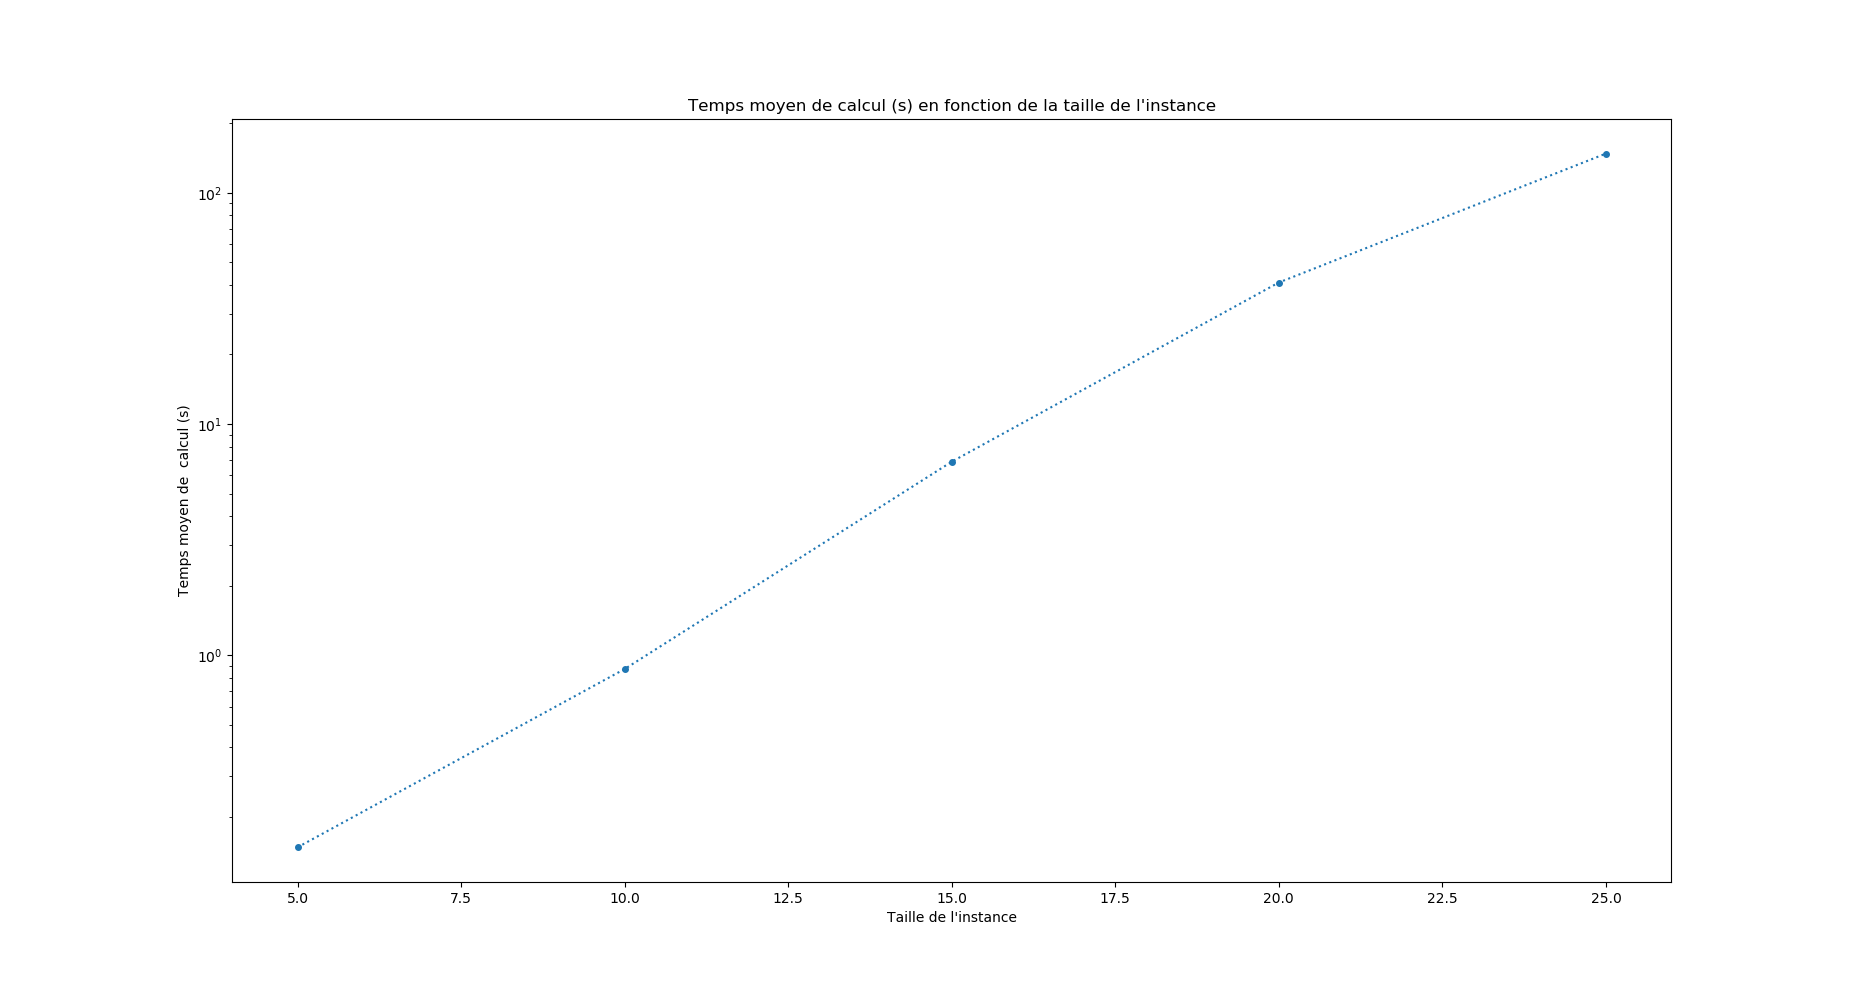 Temps moyen de calcul (s) en fonction de la taille de l'instance
10²
10¹
10⁰
Temps moyen de  calcul (s)
5.0 7.5 10.0 12.5 15.0 17.5 20.0 22.5 25.0
Taille de l'instance